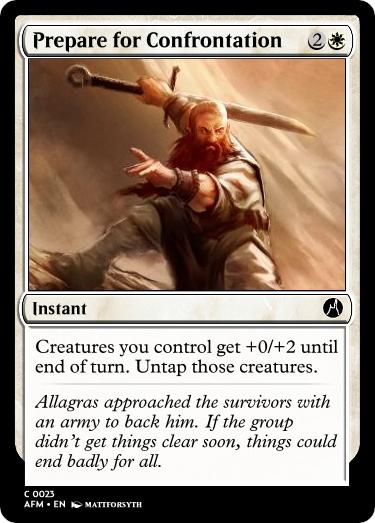 Prepare for Confrontation 2
Instant
Creatures you control get +0/+2 until
end of turn. Untap those creatures.
Allagras approached the survivors with
an army to back him. If the group
didn't get things clear soon, things could
end badly for all.
C 0023
AFM • EN MATTFORSYTH